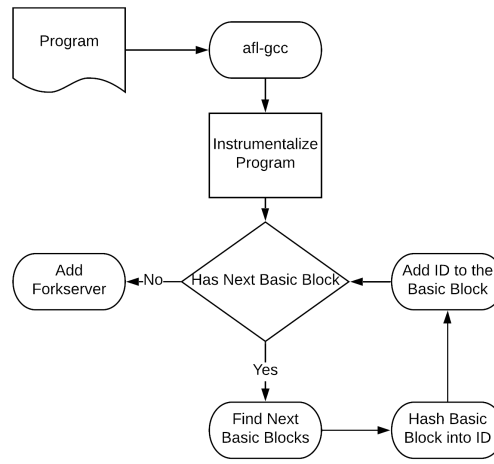 Program
afl-gcc
Instrumentalize
Program
Has Next Basic Block
No
Add
Forkserver
Add ID to the
Basic Block
Yes
Find Next
Basic Blocks
Hash Basic
Block into ID